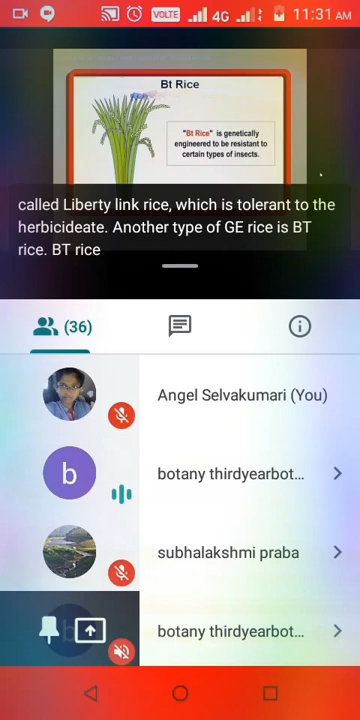 VOLTE 4G 11:31 AM
Bt Rice
"Bt Rice" is genetically
engineered to be resistant to
certain types of insects.
called Liberty link rice, which is tolerant to the
herbicideate. Another type of GE rice is BT
rice. BT rice
(36)
Angel Selvakumari (You)
b
botany thirdyearbot...
subhalakshmi praba
b
botany thirdyearbot...